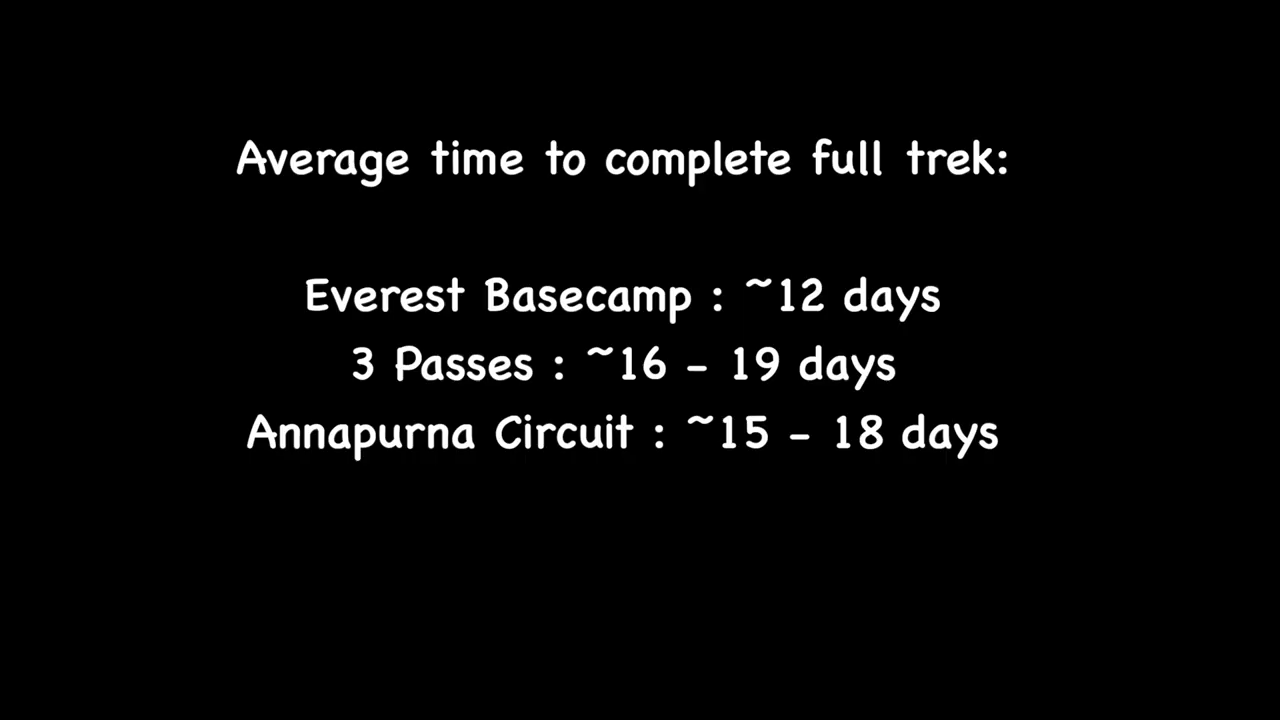 Average time to complete full trek:
Everest Basecamp : ~12 days
3 Passes : ~16 - 19 days
Annapurna Circuit : ~15 - 18 days